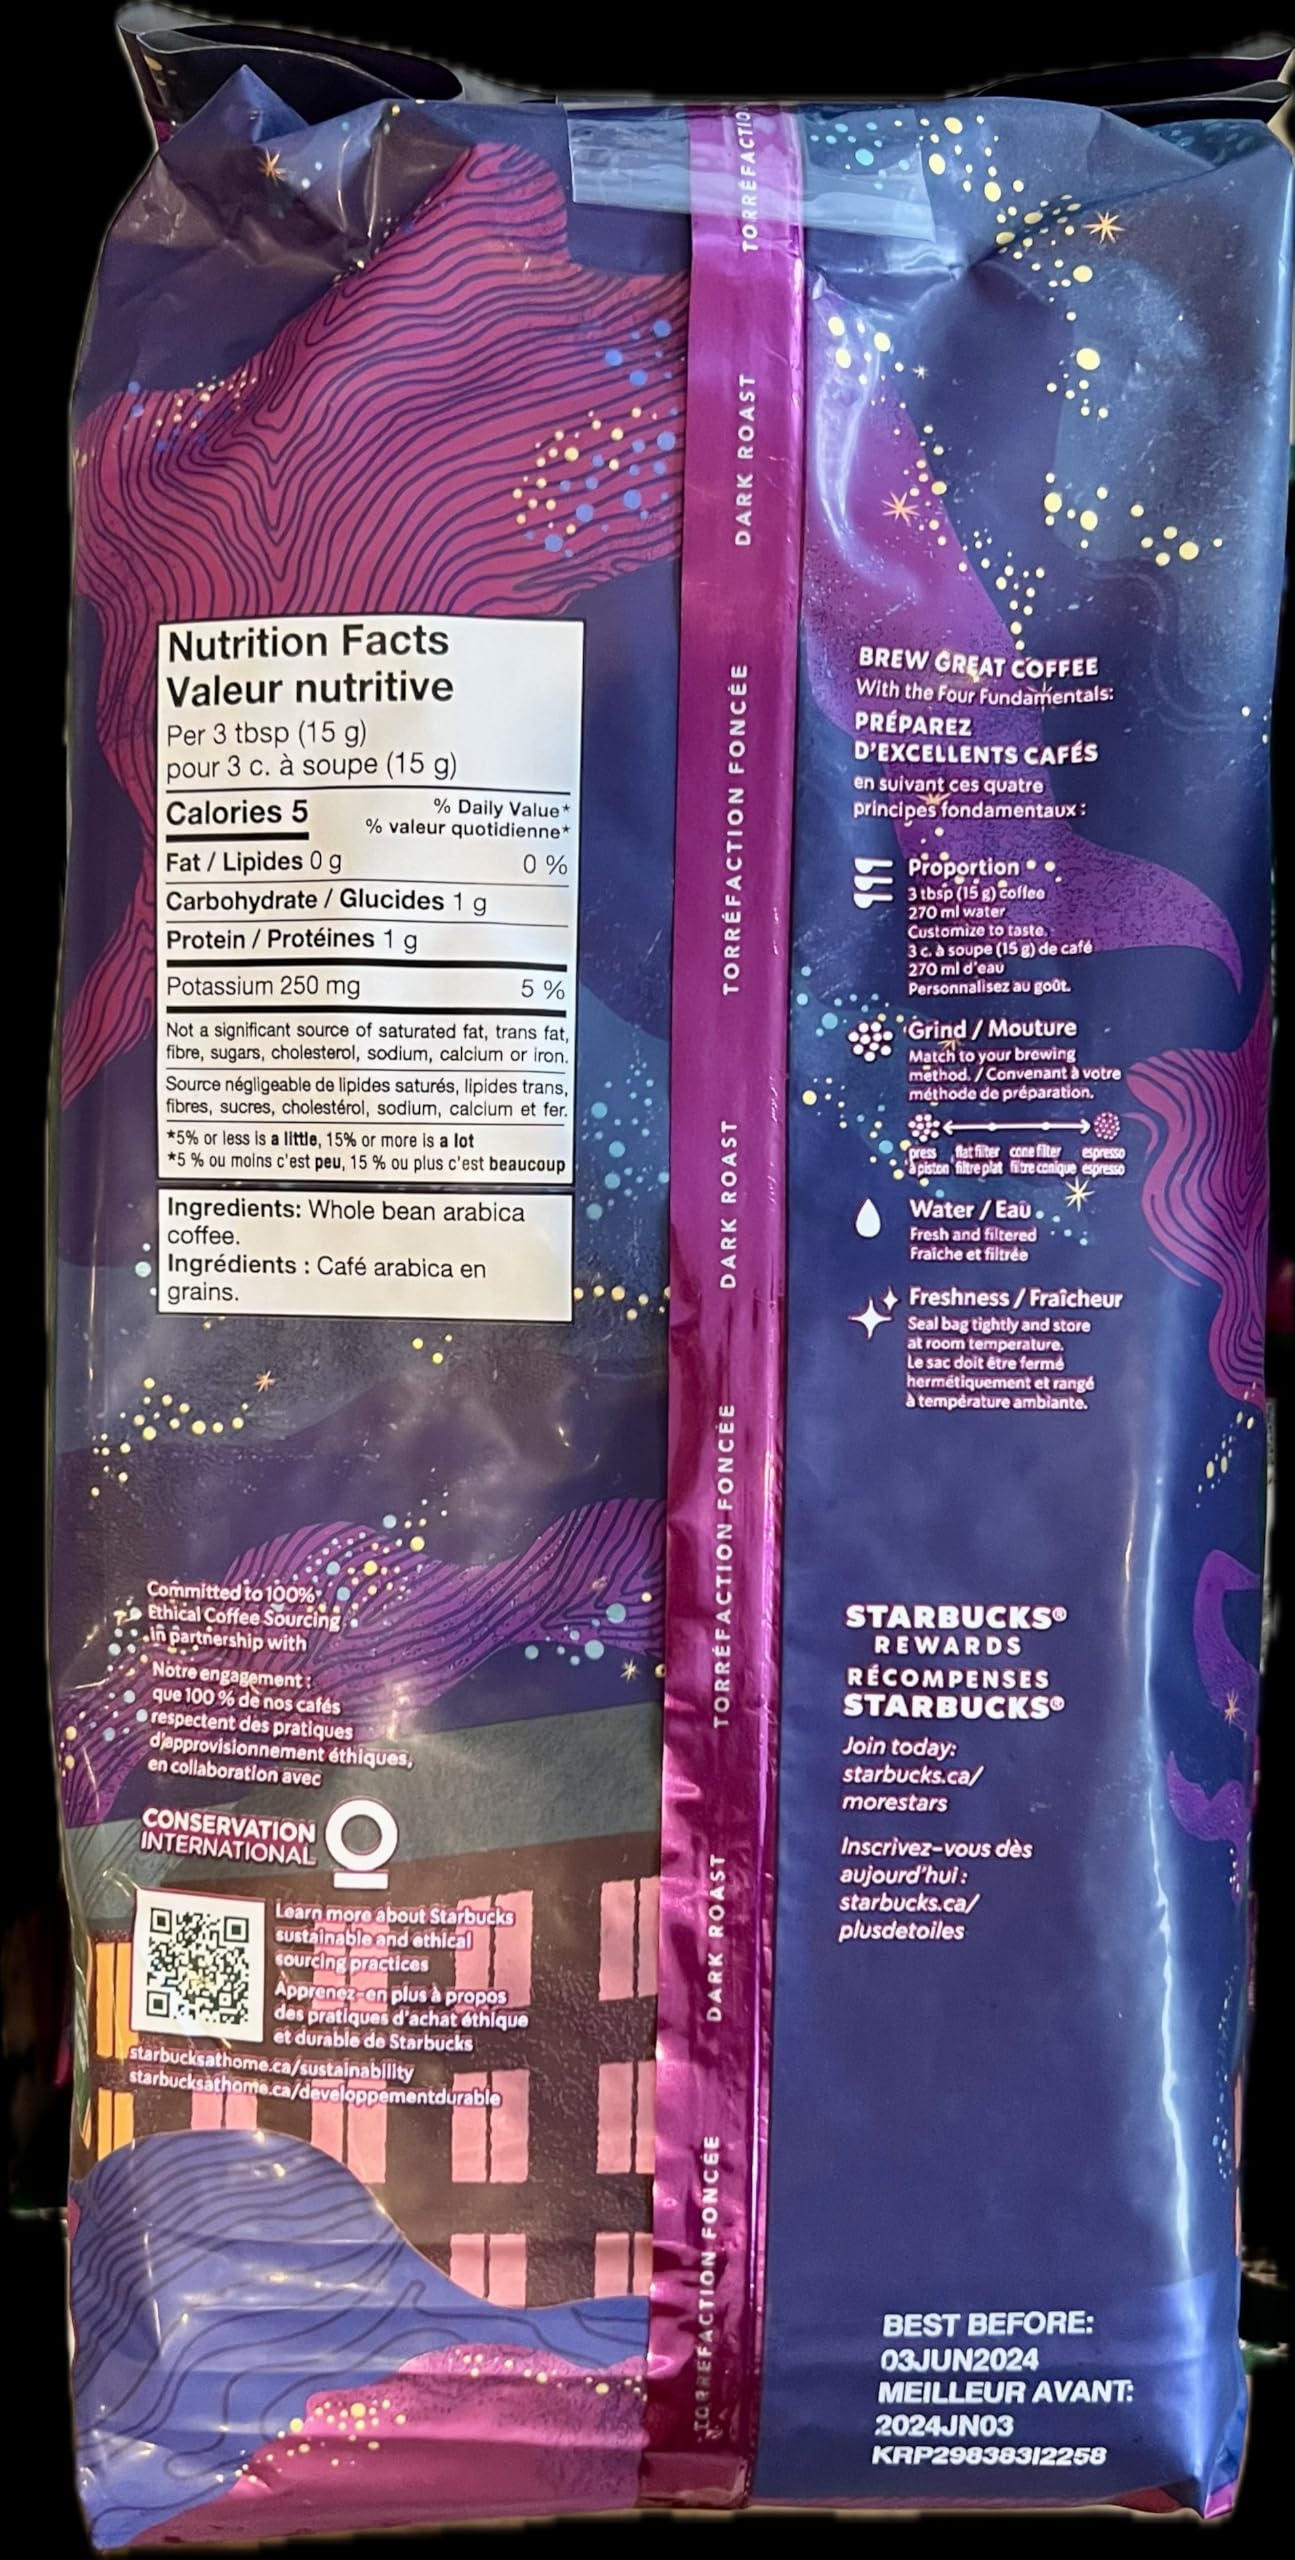 Nutrition Facts
Valeur nutritive
Per 3 tbsp (15 g)
pour 3 c. à soupe (15 g)
Calories 5
% Daily Value*
% valeur quotidienne*
Fat / Lipides 0 g 0 %
Carbohydrate / Glucides 1 g
Protein / Protéines 1 g
Potassium 250 mg 5 %
Not a significant source of saturated fat, trans fat,
fibre, sugars, cholesterol, sodium, calcium or iron.
Source négligeable de lipides saturés, lipides trans,
fibres, sucres, cholestérol, sodium, calcium et fer.
*5% or less is a little, 15% or more is a lot
*5 % ou moins c'est peu, 15 % ou plus c'est beaucoup
Ingredients: Whole bean arabica
coffee.
Ingrédients : Café arabica en
grains.
Committed to 100%
Ethical Coffee Sourcing
in partnership with
Notre engagement :
que 100 % de nos cafés
respectent des pratiques
d'approvisionnement éthiques,
en collaboration avec
CONSERVATION
INTERNATIONAL
Learn more about Starbucks
sustainable and ethical
sourcing practices
Apprenez-en plus à propos
des pratiques d'achat éthique
et durable de Starbucks
starbucksathome.ca/sustainability
starbucksathome.ca/developpementdurable
TORRÉFACTION
DARK ROAST
TORRÉFACTION FONCÉE
DARK ROAST
TORRÉFACTION FONCÉE
DARK ROAST
TORRÉFACTION FONCÉE
BREW GREAT COFFEE
With the Four Fundamentals:
PRÉPAREZ
D'EXCELLENTS CAFÉS
en suivant ces quatre
principes fondamentaux :
Proportion
3 tbsp (15 g) coffee
270 ml water
Customize to taste.
3 c. à soupe (15 g) de café
270 ml d'eau
Personnalisez au goût.
Grind / Mouture
Match to your brewing
method. / Convenant à votre
méthode de préparation.
press flat filter cone filter espresso
à piston filtre plat filtre conique espresso
Water / Eau
Fresh and filtered
Fraîche et filtrée
Freshness / Fraîcheur
Seal bag tightly and store
at room temperature.
Le sac doit être fermé
hermétiquement et rangé
à température ambiante.
STARBUCKS®
REWARDS
RÉCOMPENSES
STARBUCKS®
Join today:
starbucks.ca/
morestars
Inscrivez-vous dès
aujourd'hui :
starbucks.ca/
plusdetoiles
BEST BEFORE:
03JUN2024
MEILLEUR AVANT:
2024JN03
KRP29838312258